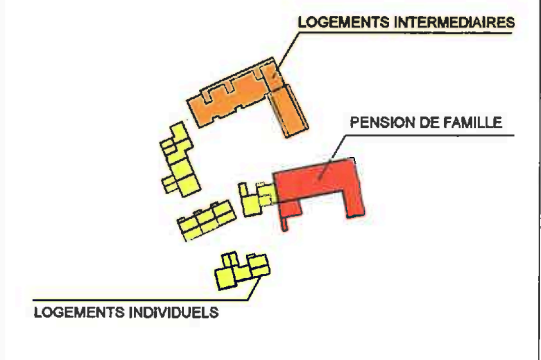 LOGEMENTS INTERMEDIAIRES
PENSION DE FAMILLE
LOGEMENTS INDIVIDUELS